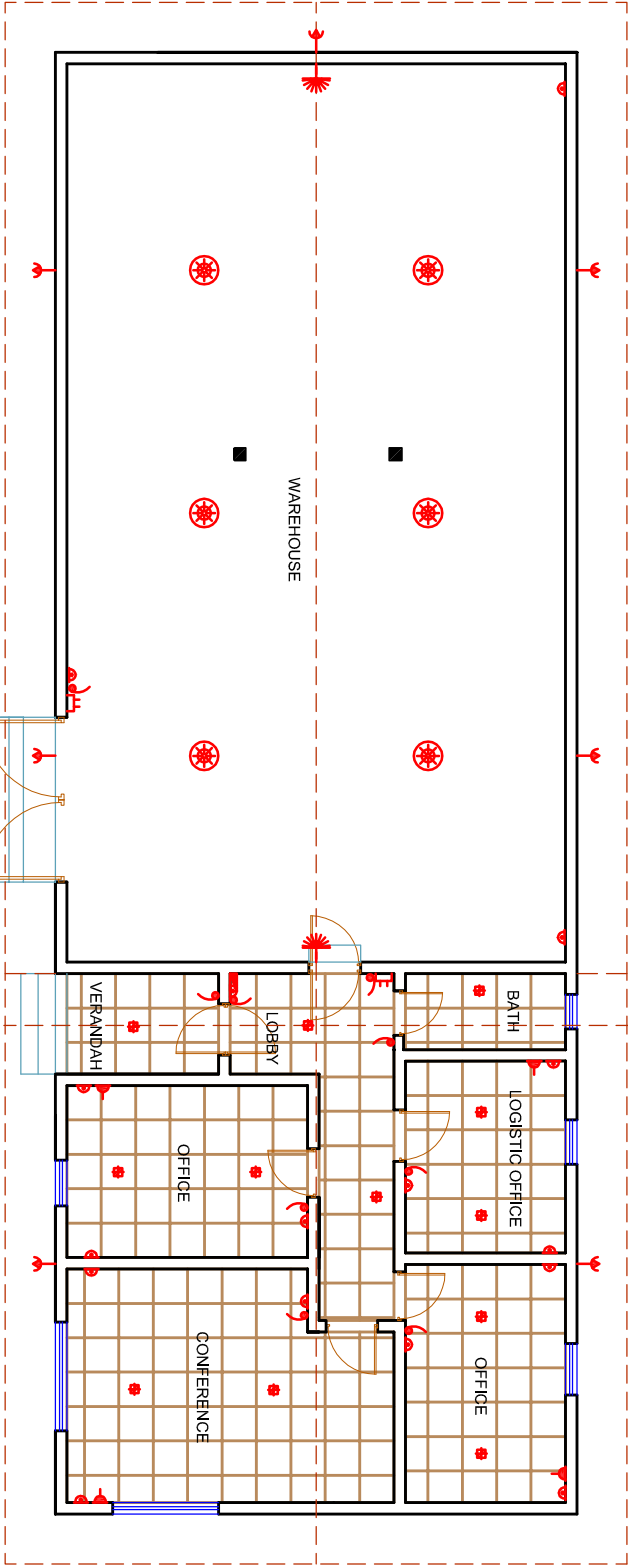 WAREHOUSE
BATH
LOBBY
VERANDAH
LOGISTIC OFFICE
OFFICE
OFFICE
CONFERENCE